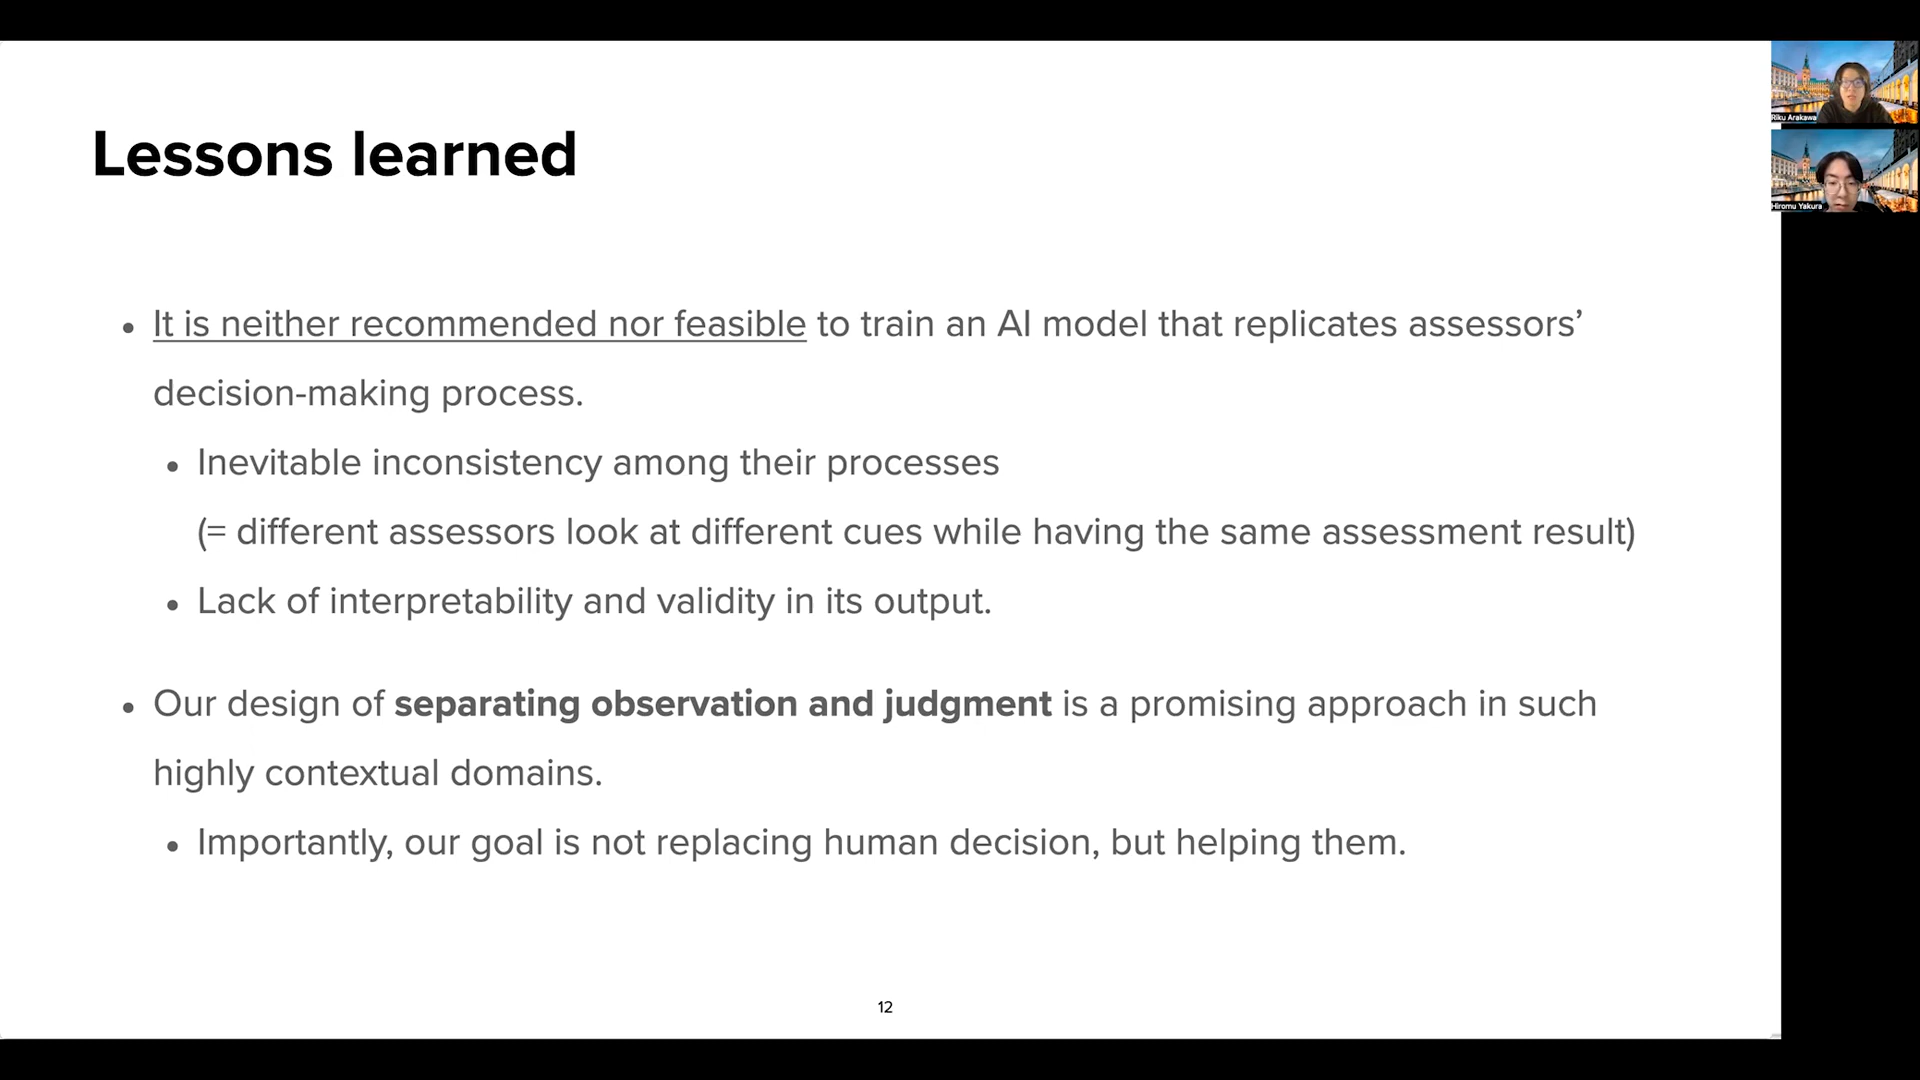 Lessons learned
• It is neither recommended nor feasible to train an AI model that replicates assessors’
decision-making process.
• Inevitable inconsistency among their processes
(= different assessors look at different cues while having the same assessment result)
• Lack of interpretability and validity in its output.
• Our design of separating observation and judgment is a promising approach in such
highly contextual domains.
• Importantly, our goal is not replacing human decision, but helping them.
12
Riku Arakawa
Hiromu Yakura